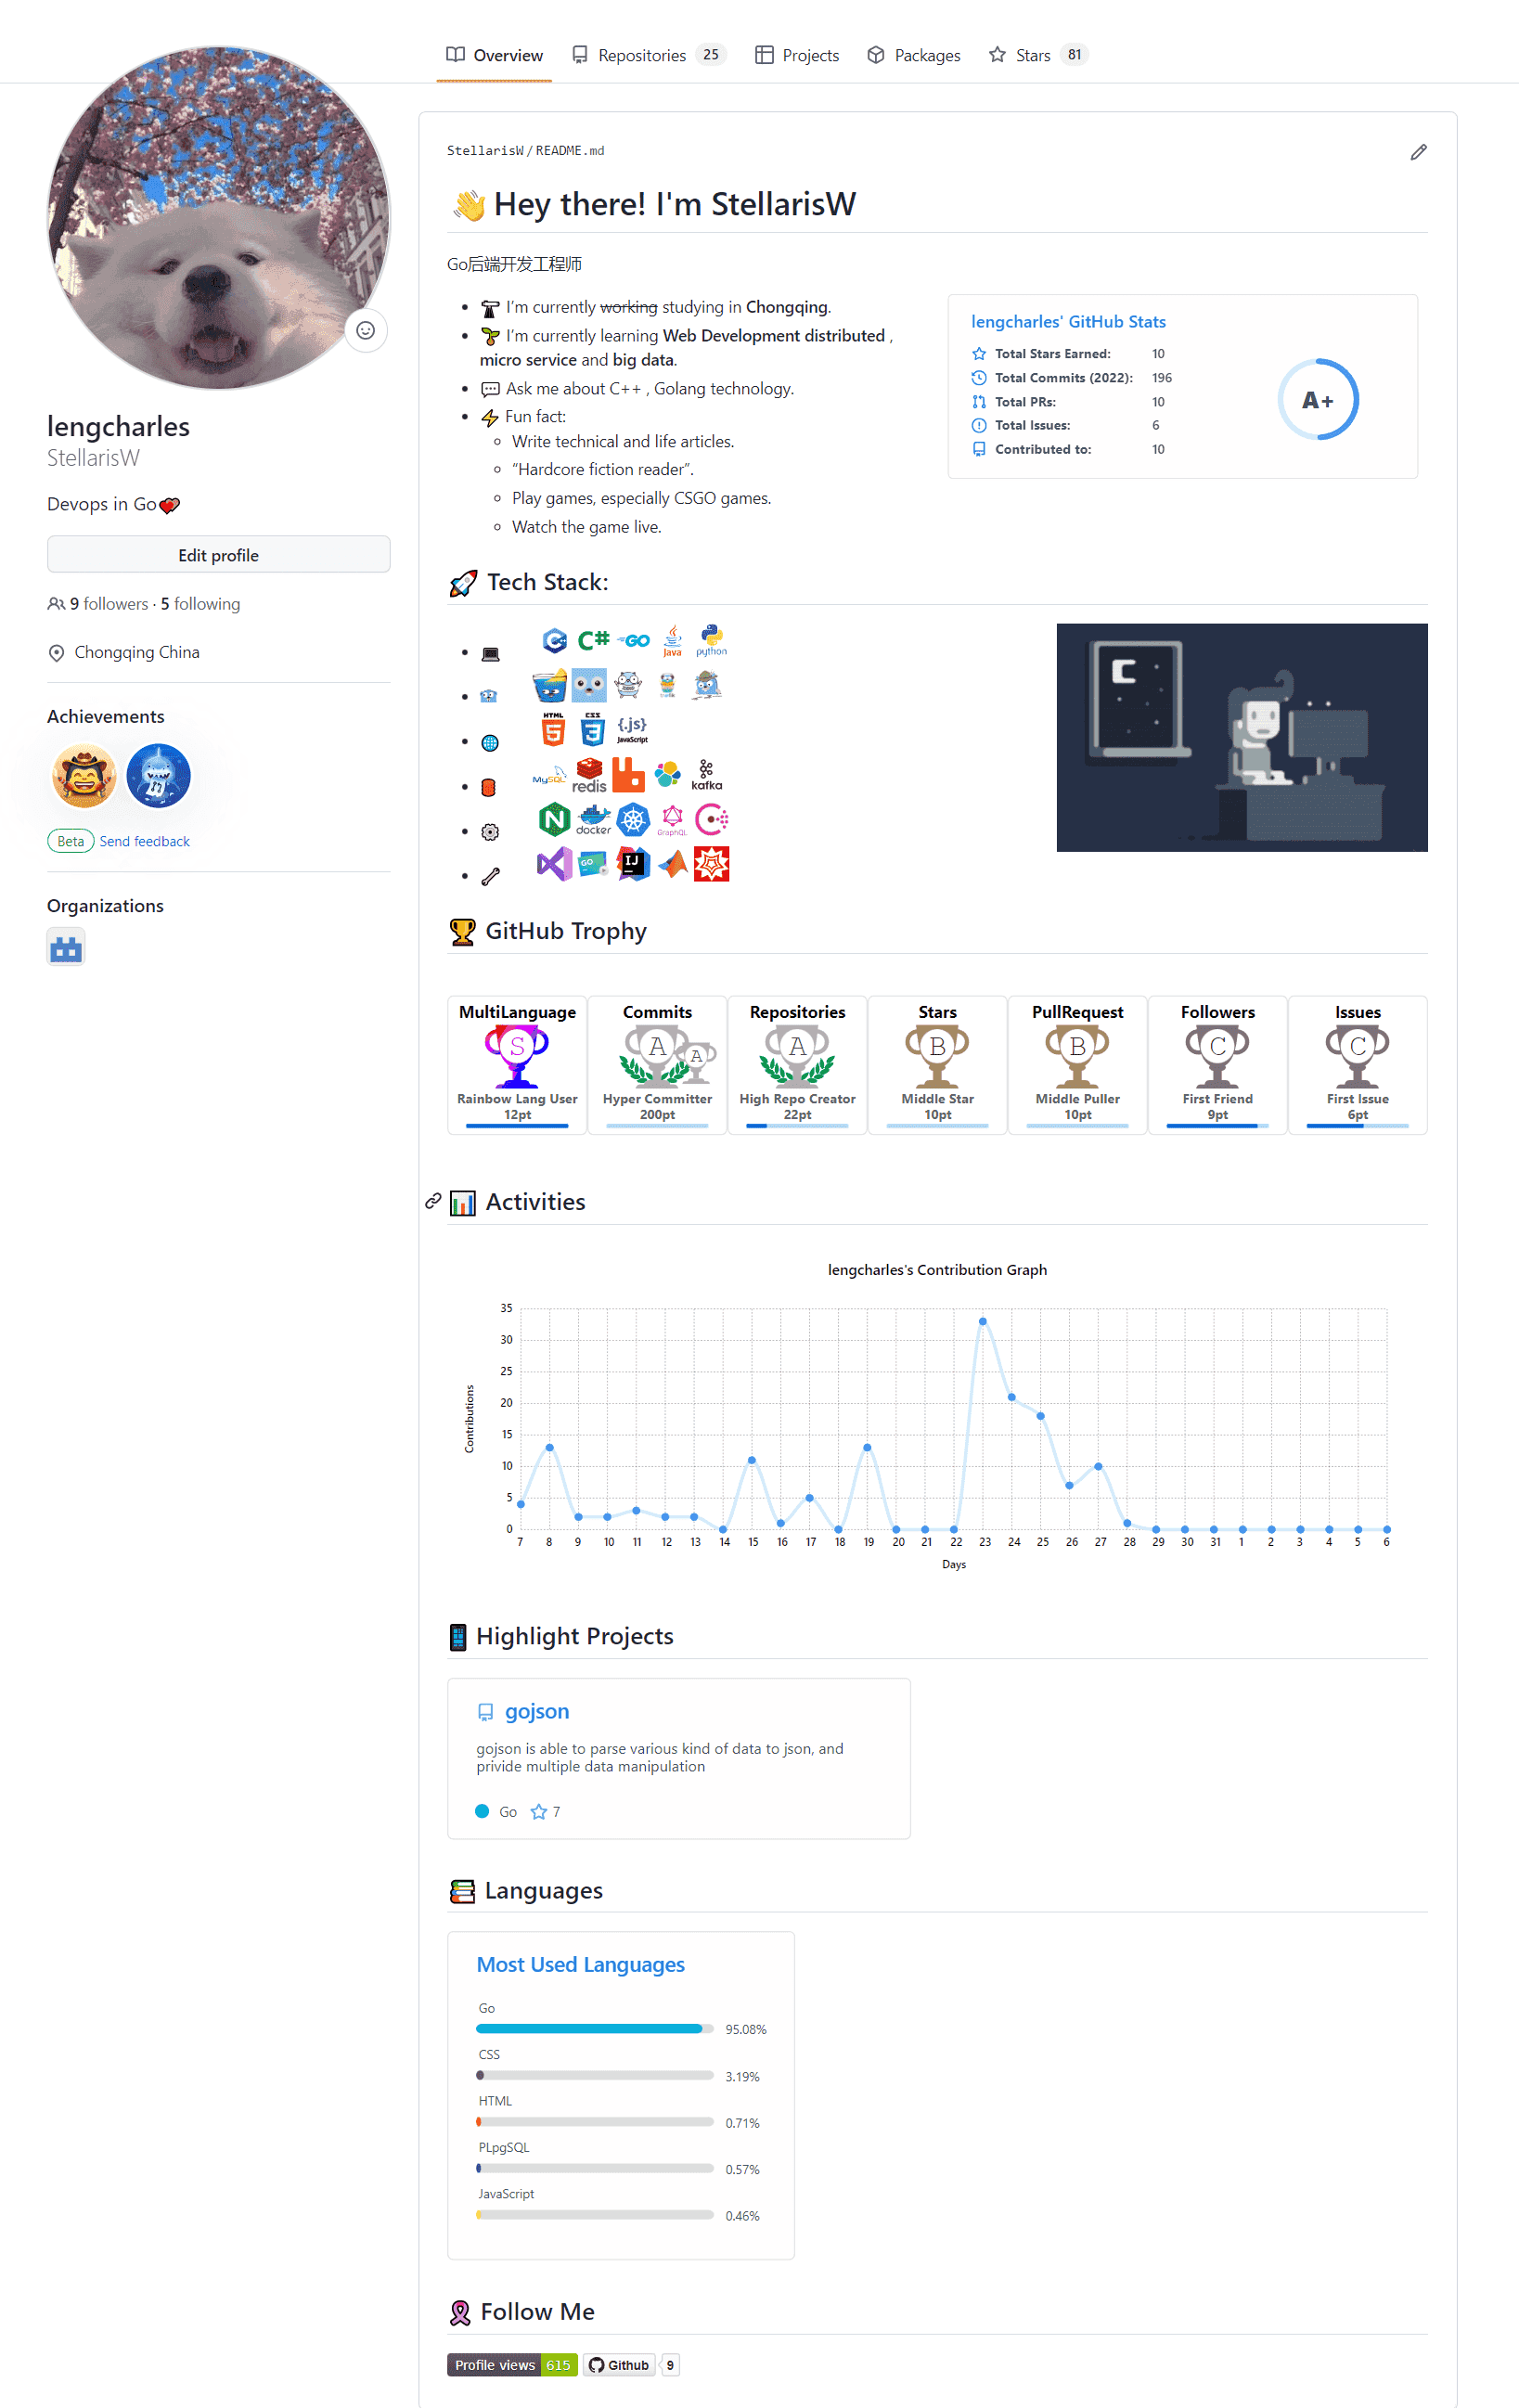 Overview
Repositories 25
Projects
Packages
Stars 81
lengcharles
StellarisW
Devops in Go
Edit profile
9 followers · 5 following
Chongqing China
Achievements
Beta Send feedback
Organizations
StellarisW/README.md
👋 Hey there! I'm StellarisW
Go后端开发工程师
I'm currently working studying in Chongqing.
I'm currently learning Web Development distributed ,
micro service and big data.
Ask me about C++ , Golang technology.
⚡ Fun fact:
Write technical and life articles.
“Hardcore fiction reader”.
Play games, especially CSGO games.
Watch the game live.
lengcharles' GitHub Stats
Total Stars Earned: 10
Total Commits (2022): 196
Total PRs: 10
Total Issues: 6
Contributed to: 10
A+
🚀 Tech Stack:
C# GO Java python
HTML 5 CSS 3 {.js} JavaScript
MySQL redis kafka
N docker GraphQL
GO IJ
🏆 GitHub Trophy
MultiLanguage
S
Rainbow Lang User
12pt
Commits
A A
Hyper Committer
200pt
Repositories
A
High Repo Creator
22pt
Stars
B
Middle Star
10pt
PullRequest
B
Middle Puller
10pt
Followers
C
First Friend
9pt
Issues
C
First Issue
6pt
📊 Activities
lengcharles's Contribution Graph
Contributions
35
30
25
20
15
10
5
0
7 8 9 10 11 12 13 14 15 16 17 18 19 20 21 22 23 24 25 26 27 28 29 30 31 1 2 3 4 5 6
Days
Highlight Projects
gojson
gojson is able to parse various kind of data to json, and
privide multiple data manipulation
Go 7
📚 Languages
Most Used Languages
Go
95.08%
CSS
3.19%
HTML
0.71%
PLpgSQL
0.57%
JavaScript
0.46%
Follow Me
Profile views 615 Github 9